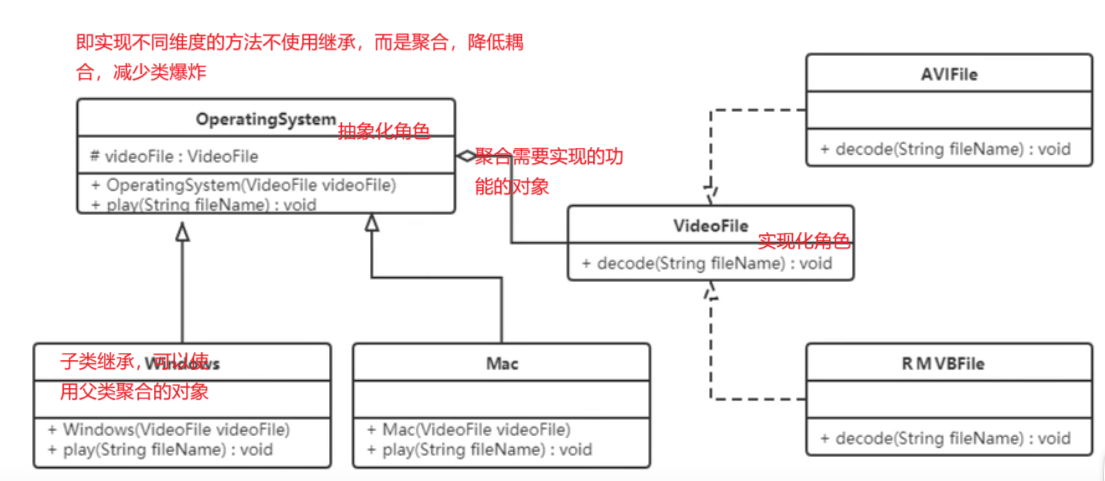 即实现不同维度的方法不使用继承，而是聚合，降低耦
合，减少类爆炸
OperatingSystem
抽象化角色
# videoFile : VideoFile
+ OperatingSystem(VideoFile videoFile)
+ play(String fileName) : void
聚合需要实现的功
能的对象
AVIFile
+ decode(String fileName) : void
VideoFile
实现化角色
+ decode(String fileName) : void
Windows
子类继承，可以使
用父类聚合的对象
+ Windows(VideoFile videoFile)
+ play(String fileName) : void
Mac
+ Mac(VideoFile videoFile)
+ play(String fileName) : void
RMVBFile
+ decode(String fileName) : void